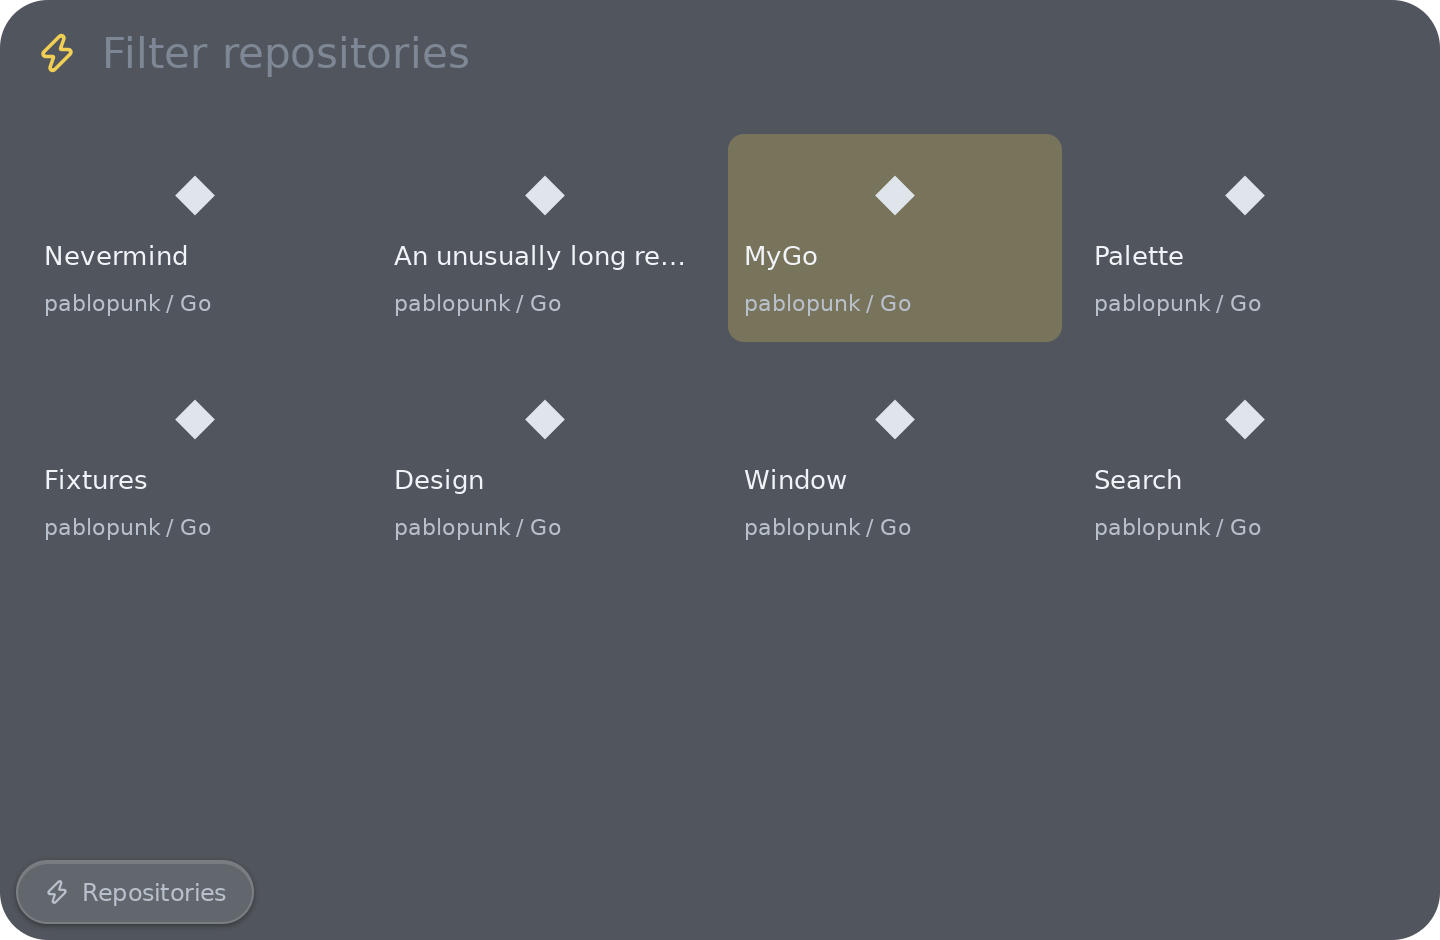 Filter repositories
Nevermind
An unusually long re…
MyGo
Palette
pablopunk / Go
pablopunk / Go
pablopunk / Go
pablopunk / Go
Fixtures
Design
Window
Search
pablopunk / Go
pablopunk / Go
pablopunk / Go
pablopunk / Go
Repositories